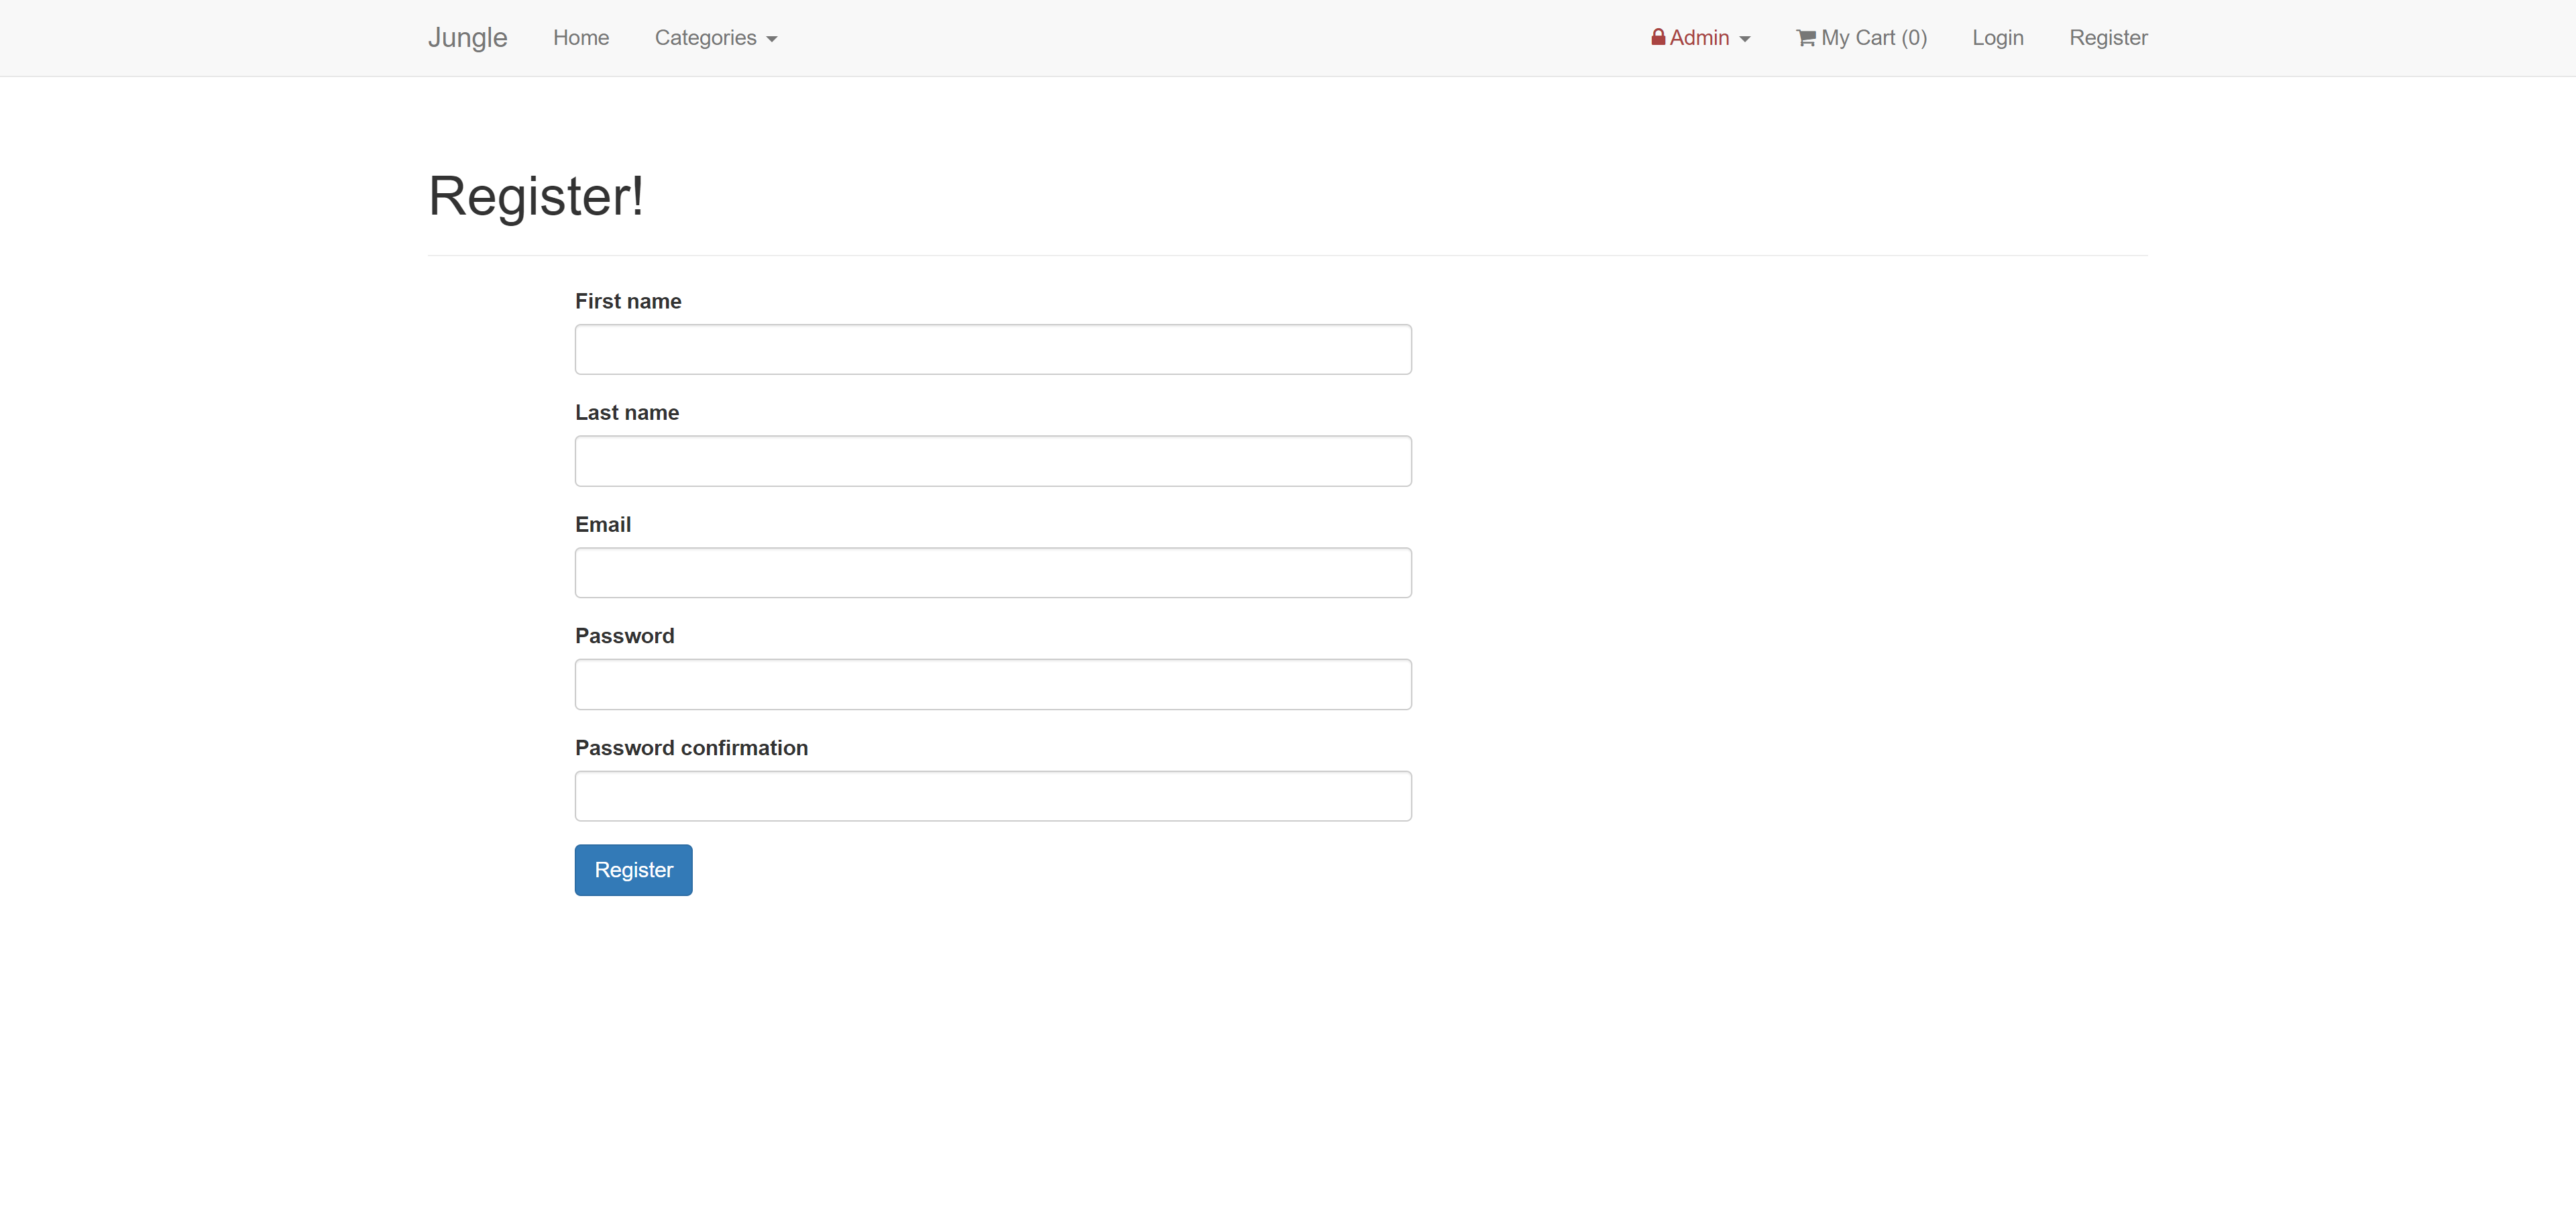 Jungle Home Categories Admin My Cart (0) Login Register
Register!
First name
Last name
Email
Password
Password confirmation
Register